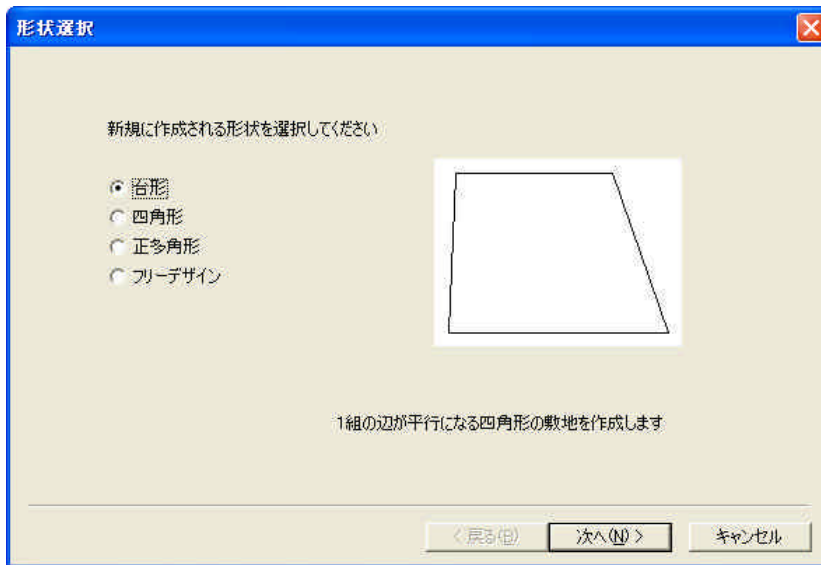 形状選択
新規に作成される形状を選択してください
台形
四角形
正多角形
フリーデザイン
1組の辺が平行になる四角形の敷地を作成します
< 戻る(B)
次へ(N) >
キャンセル